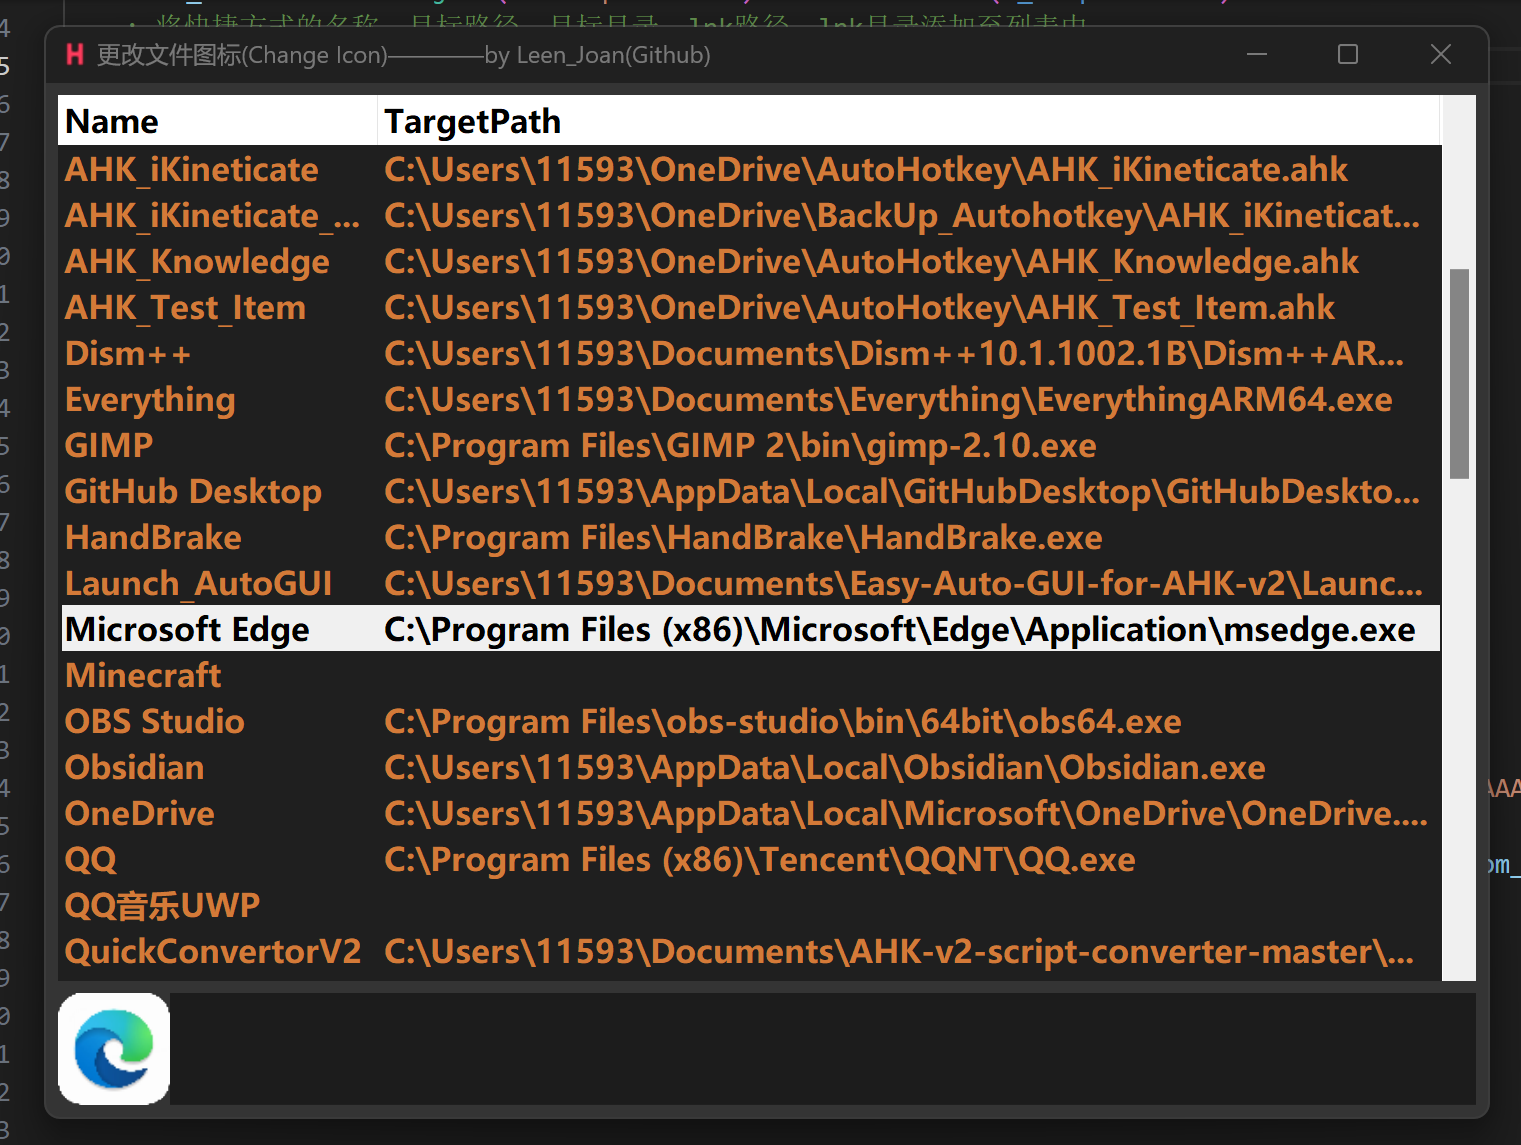 更改文件图标(Change Icon)————by Leen_Joan(Github)
Name TargetPath
AHK_iKineticate C:\Users\11593\OneDrive\AutoHotkey\AHK_iKineticate.ahk
AHK_iKineticate_... C:\Users\11593\OneDrive\BackUp_Autohotkey\AHK_iKineticat...
AHK_Knowledge C:\Users\11593\OneDrive\AutoHotkey\AHK_Knowledge.ahk
AHK_Test_Item C:\Users\11593\OneDrive\AutoHotkey\AHK_Test_Item.ahk
Dism++ C:\Users\11593\Documents\Dism++10.1.1002.1B\Dism++AR...
Everything C:\Users\11593\Documents\Everything\EverythingARM64.exe
GIMP C:\Program Files\GIMP 2\bin\gimp-2.10.exe
GitHub Desktop C:\Users\11593\AppData\Local\GitHubDesktop\GitHubDeskto...
HandBrake C:\Program Files\HandBrake\HandBrake.exe
Launch_AutoGUI C:\Users\11593\Documents\Easy-Auto-GUI-for-AHK-v2\Launc...
Microsoft Edge C:\Program Files (x86)\Microsoft\Edge\Application\msedge.exe
Minecraft
OBS Studio C:\Program Files\obs-studio\bin\64bit\obs64.exe
Obsidian C:\Users\11593\AppData\Local\Obsidian\Obsidian.exe
OneDrive C:\Users\11593\AppData\Local\Microsoft\OneDrive\OneDrive....
QQ C:\Program Files (x86)\Tencent\QQNT\QQ.exe
QQ音乐UWP
QuickConvertorV2 C:\Users\11593\Documents\AHK-v2-script-converter-master\...